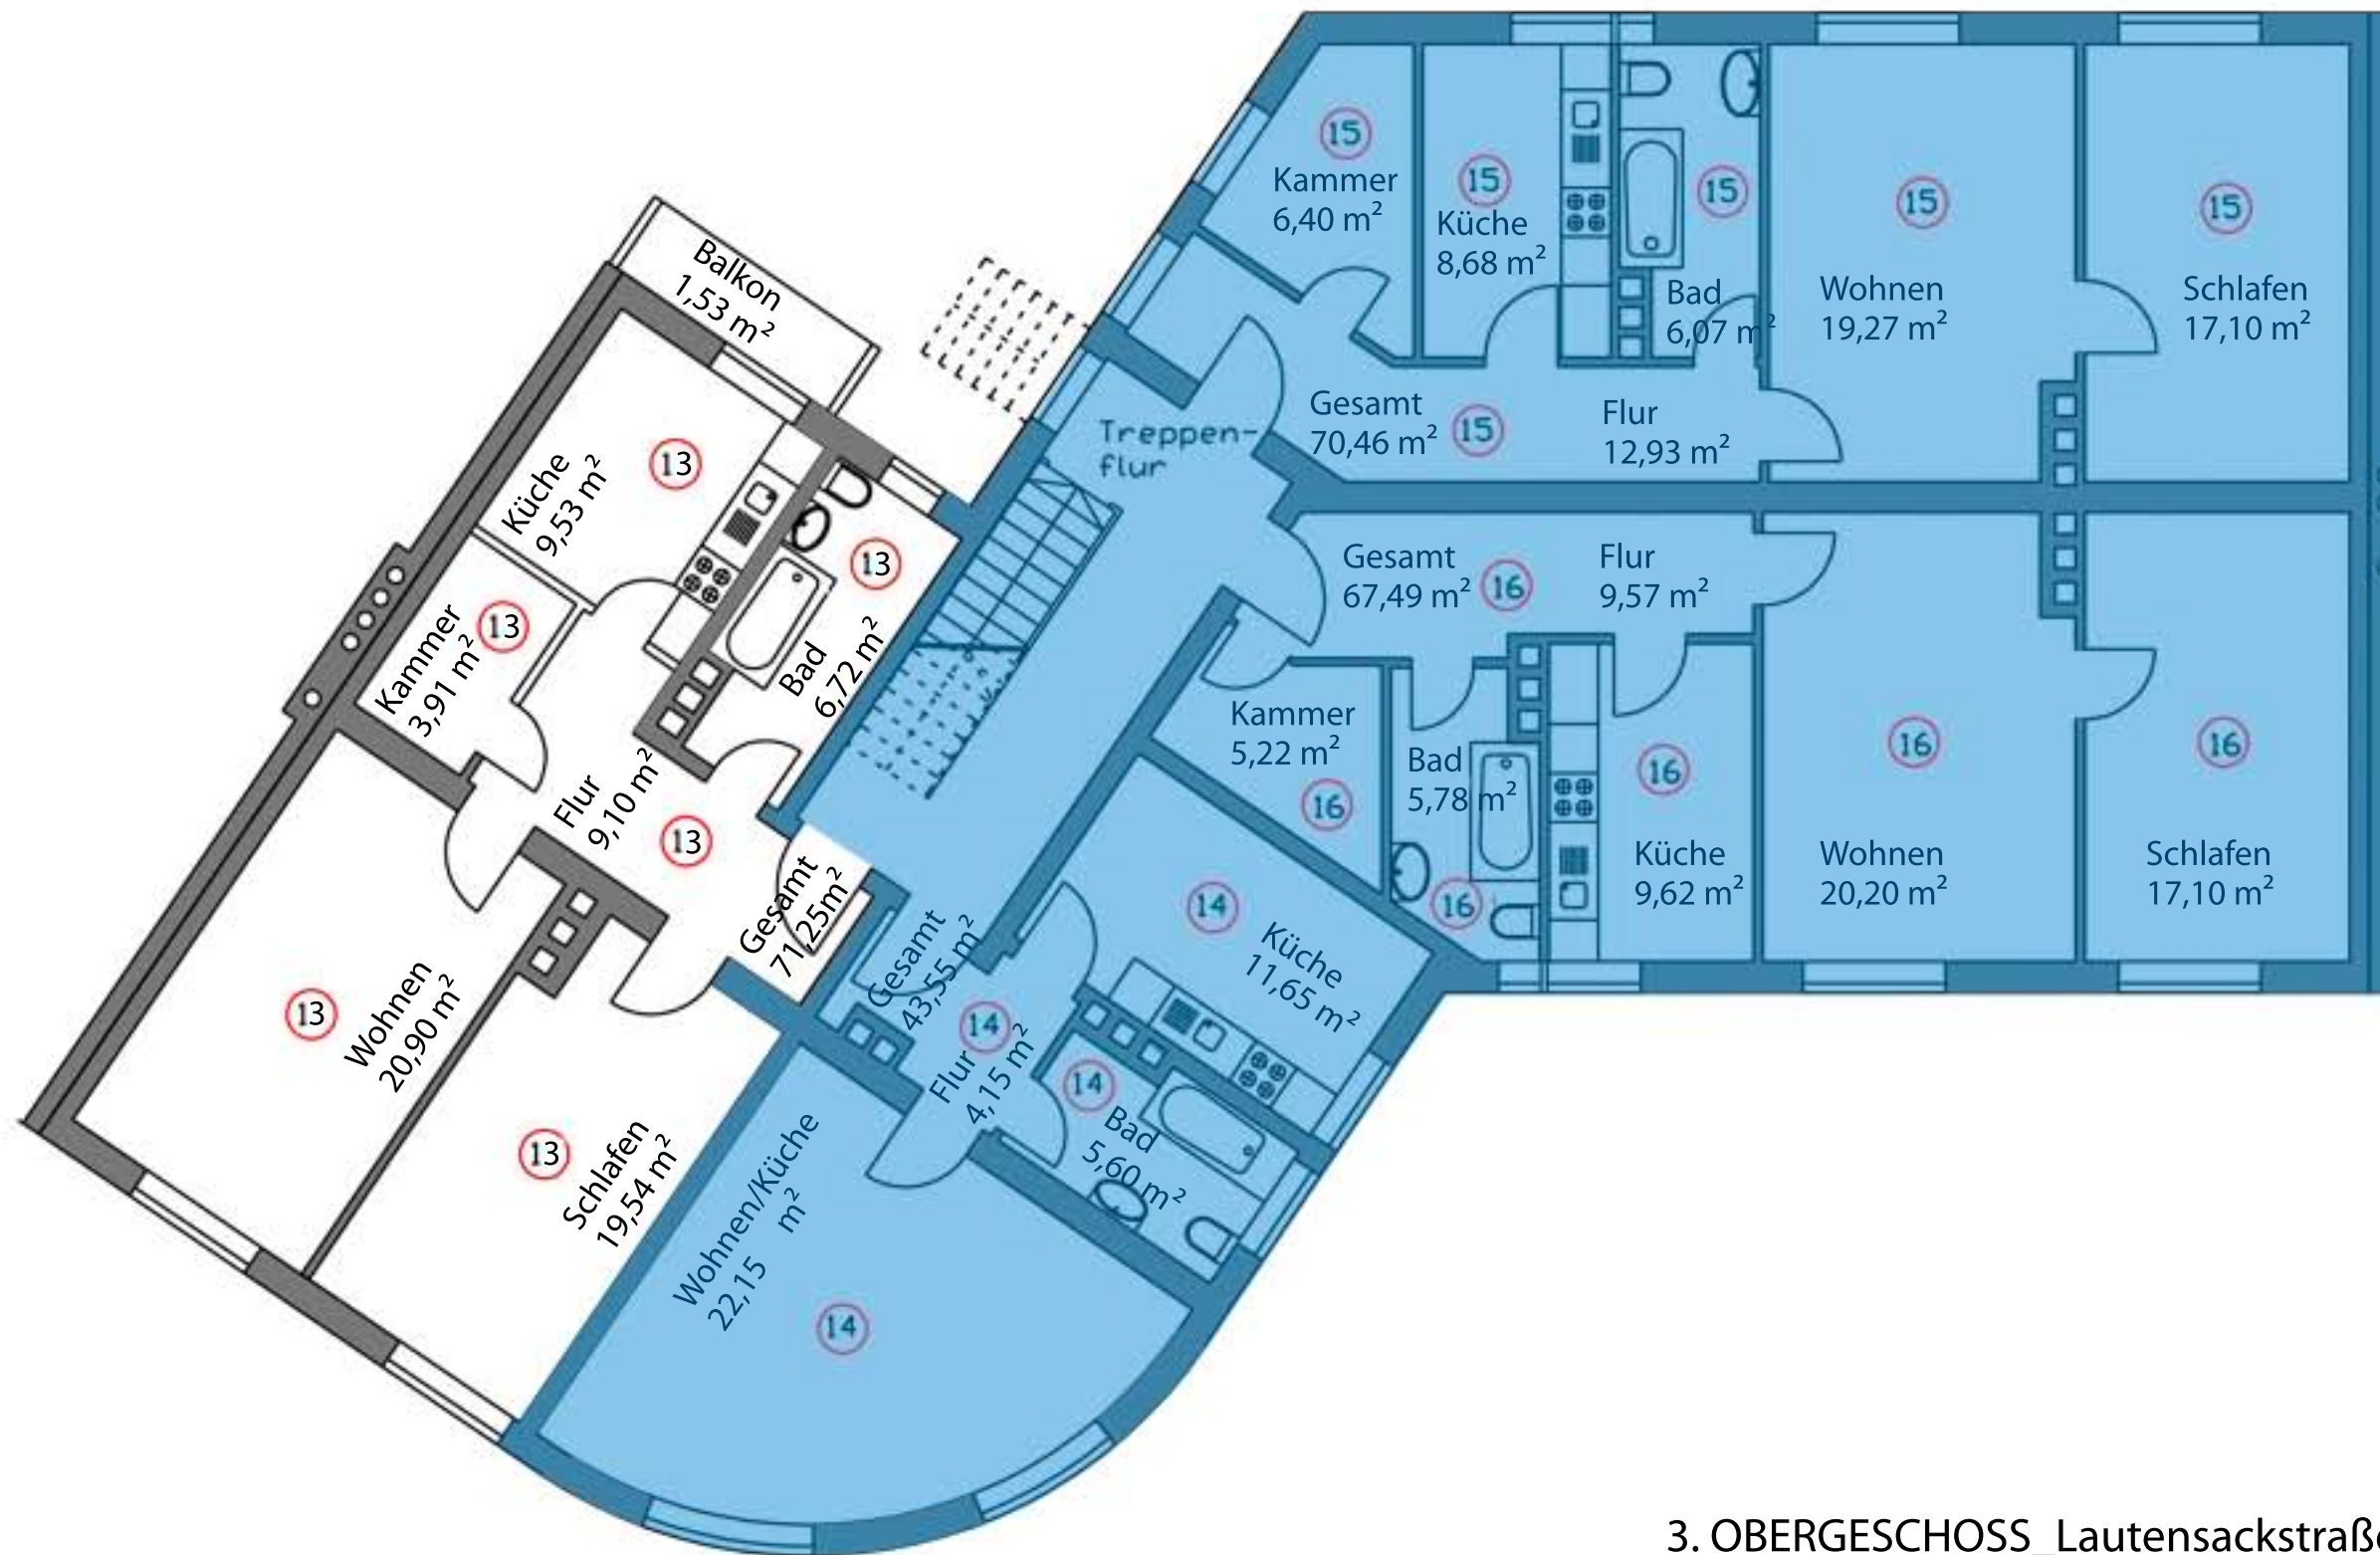 15
Kammer
6,40 m²
15
Küche
8,68 m²
15
Bad
6,07 m²
15
Wohnen
19,27 m²
15
Schlafen
17,10 m²
Gesamt
70,46 m²
15
Flur
12,93 m²
Treppen-
flur
Gesamt
67,49 m²
16
Flur
9,57 m²
Kammer
5,22 m²
16
Bad
5,78 m²
16
16
Küche
9,62 m²
16
Wohnen
20,20 m²
16
Schlafen
17,10 m²
Balkon
1,53 m²
Küche
9,53 m²
13
13
Bad
6,72 m²
Kammer
3,91 m²
13
Flur
9,10 m²
13
Gesamt
71,25m²
13
Wohnen
20,90 m²
13
Schlafen
19,54 m²
Gesamt
43,55 m²
14
Flur
4,15 m²
14
Küche
11,65 m²
14
Bad
5,60 m²
Wohnen/Küche
22,15 m²
14
3. OBERGESCHOSS_Lautensackstraße